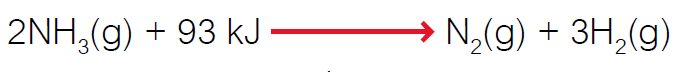 2NH₃(g) + 93 kJ ⟶ N₂(g) + 3H₂(g)